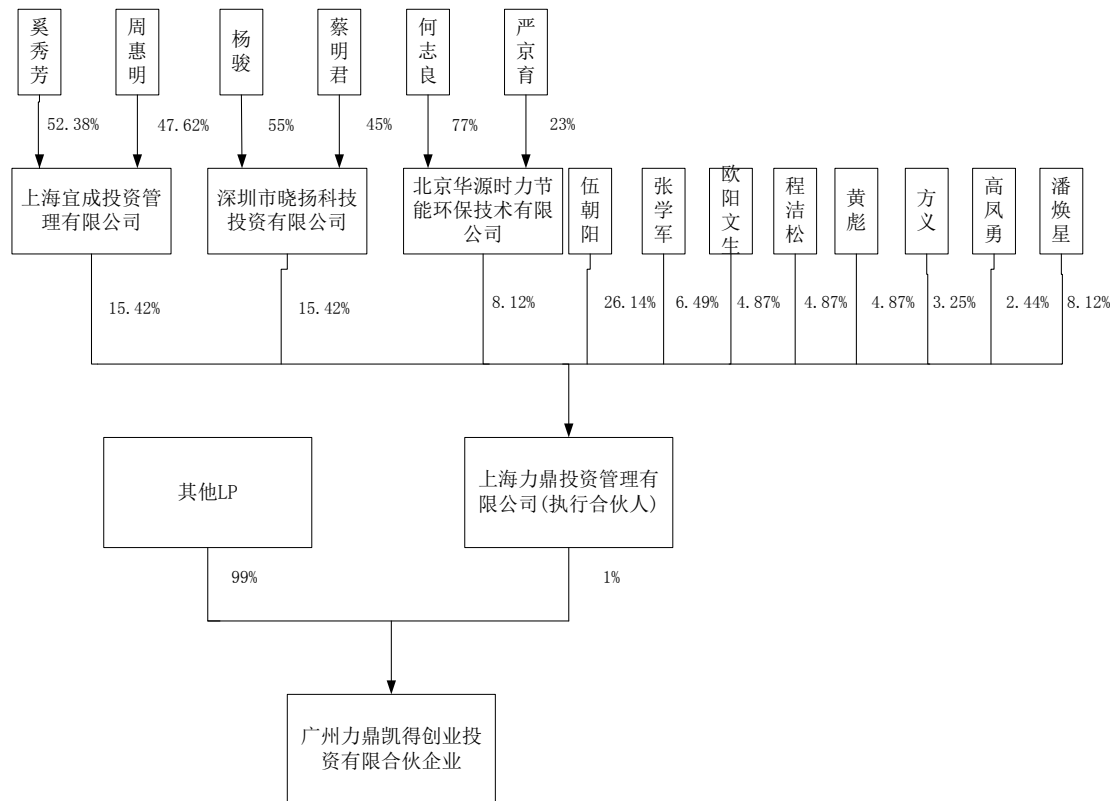 奚秀芳
周惠明
杨骏
蔡明君
何志良
严京育
52.38%
47.62%
55%
45%
77%
23%
上海宜成投资管
理有限公司
深圳市晓扬科技
投资有限公司
北京华源时力节
能环保技术有限
公司
伍朝阳
张学军
欧阳文生
程洁松
黄彪
方义
高凤勇
潘焕星
15.42%
15.42%
8.12%
26.14%
6.49%
4.87%
4.87%
4.87%
3.25%
2.44%
8.12%
其他LP
上海力鼎投资管理有
限公司(执行合伙人)
99%
1%
广州力鼎凯得创业投
资有限合伙企业